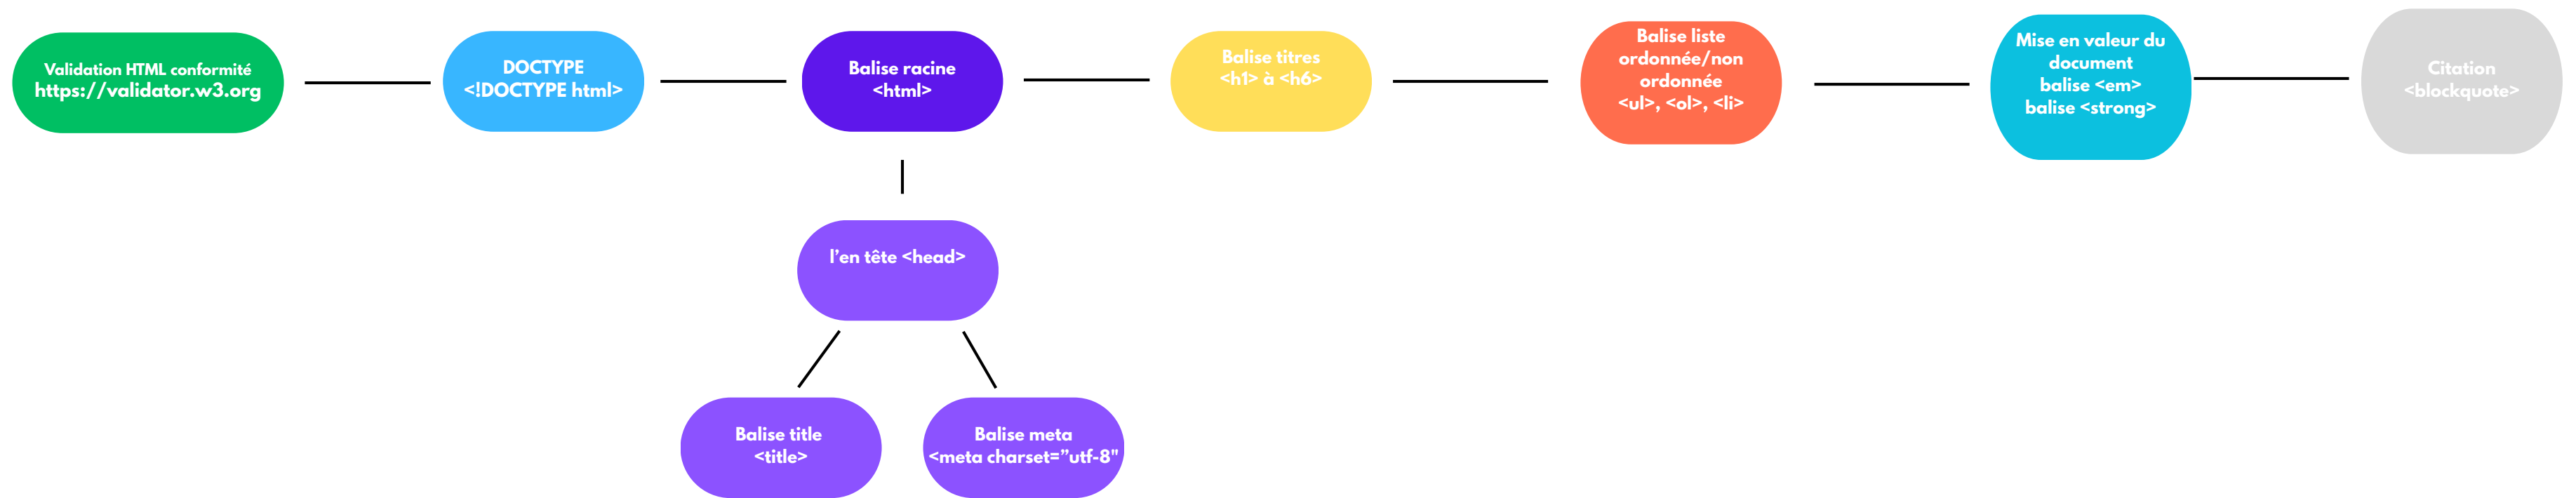 Validation HTML conformité
https://validator.w3.org
DOCTYPE
<!DOCTYPE html>
Balise racine
<html>
Balise titres
<h1> à <h6>
Balise liste
ordonnée/non
ordonnée
<ul>, <ol>, <li>
Mise en valeur du
document
balise <em>
balise <strong>
Citation
<blockquote>
l’en tête <head>
Balise title
<title>
Balise meta
<meta charset=”utf-8"